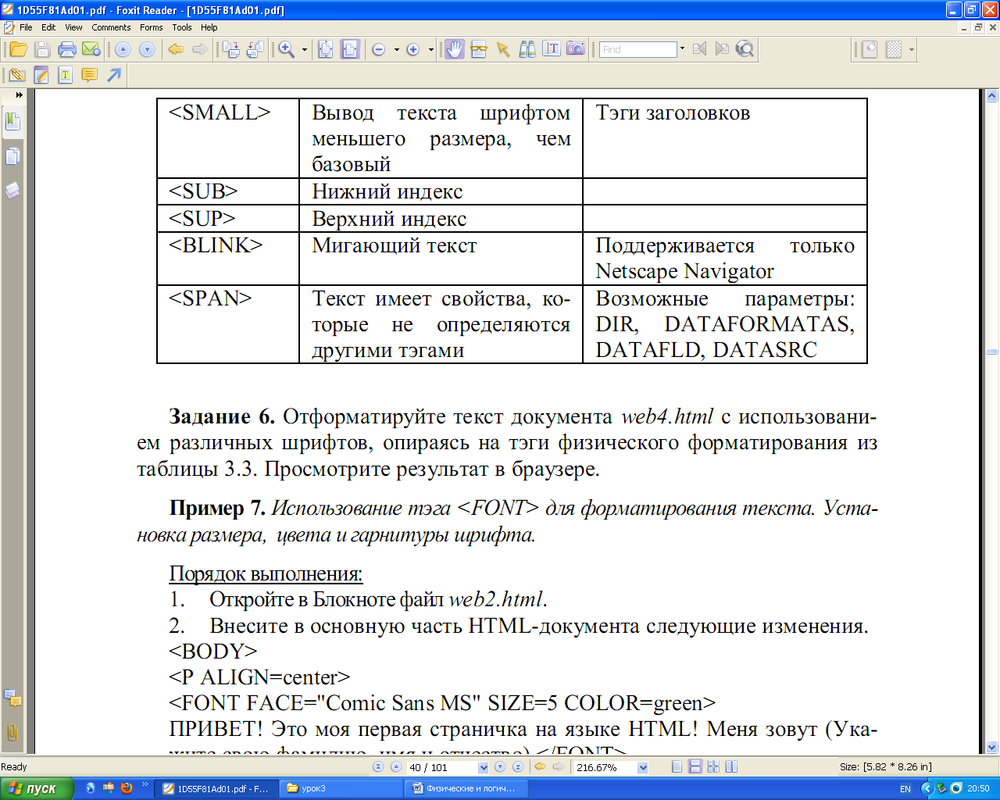 1D55F81Ad01.pdf - Foxit Reader - [1D55F81Ad01.pdf]
File Edit View Comments Forms Tools Help
Find
<SMALL> Вывод текста шрифтом Тэги заголовков
меньшего размера, чем
базовый
<SUB> Нижний индекс
<SUP> Верхний индекс
<BLINK> Мигающий текст Поддерживается только
Netscape Navigator
<SPAN> Текст имеет свойства, ко- Возможные параметры:
торые не определяются DIR, DATAFORMATAS,
другими тэгами DATAFLD, DATASRC
Задание 6. Отформатируйте текст документа web4.html с использовани-
ем различных шрифтов, опираясь на тэги физического форматирования из
таблицы 3.3. Просмотрите результат в браузере.
Пример 7. Использование тэга <FONT> для форматирования текста. Уста-
новка размера, цвета и гарнитуры шрифта.
Порядок выполнения:
1. Откройте в Блокноте файл web2.html.
2. Внесите в основную часть HTML-документа следующие изменения.
<BODY>
<P ALIGN=center>
<FONT FACE="Comic Sans MS" SIZE=5 COLOR=green>
ПРИВЕТ! Это моя первая страничка на языке HTML! Меня зовут (Ука-
жите свою фамилию, имя и отчество).</FONT>
Ready 40 / 101 216.67% Size: [5.82 * 8.26 in]
пуск 1D55F81Ad01.pdf - F... урок3 Физические и логич... EN 20:50